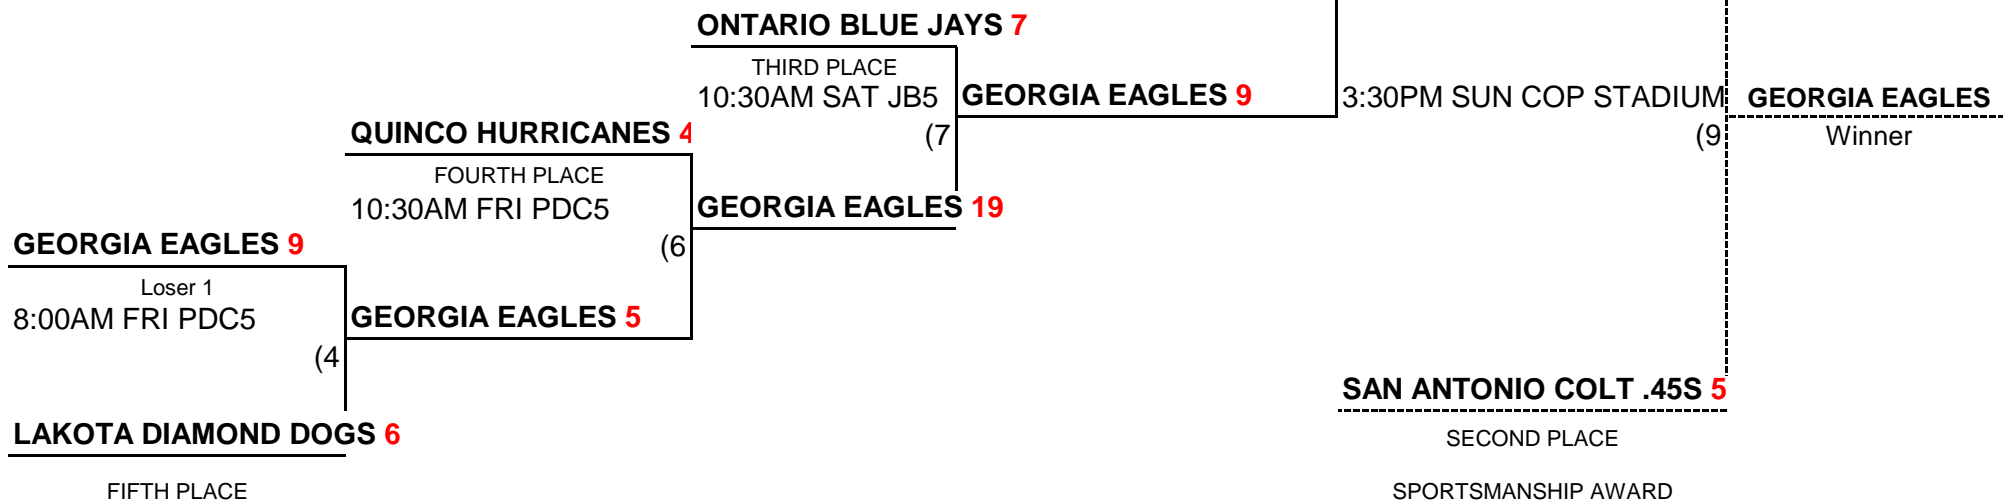 ONTARIO BLUE JAYS 7
THIRD PLACE
10:30AM SAT JB5
(7
GEORGIA EAGLES 9
3:30PM SUN COP STADIUM
(9
GEORGIA EAGLES
Winner
QUINCO HURRICANES 4
FOURTH PLACE
10:30AM FRI PDC5
(6
GEORGIA EAGLES 19
GEORGIA EAGLES 9
Loser 1
8:00AM FRI PDC5
(4
GEORGIA EAGLES 5
LAKOTA DIAMOND DOGS 6
FIFTH PLACE
SAN ANTONIO COLT .45S 5
SECOND PLACE
SPORTSMANSHIP AWARD